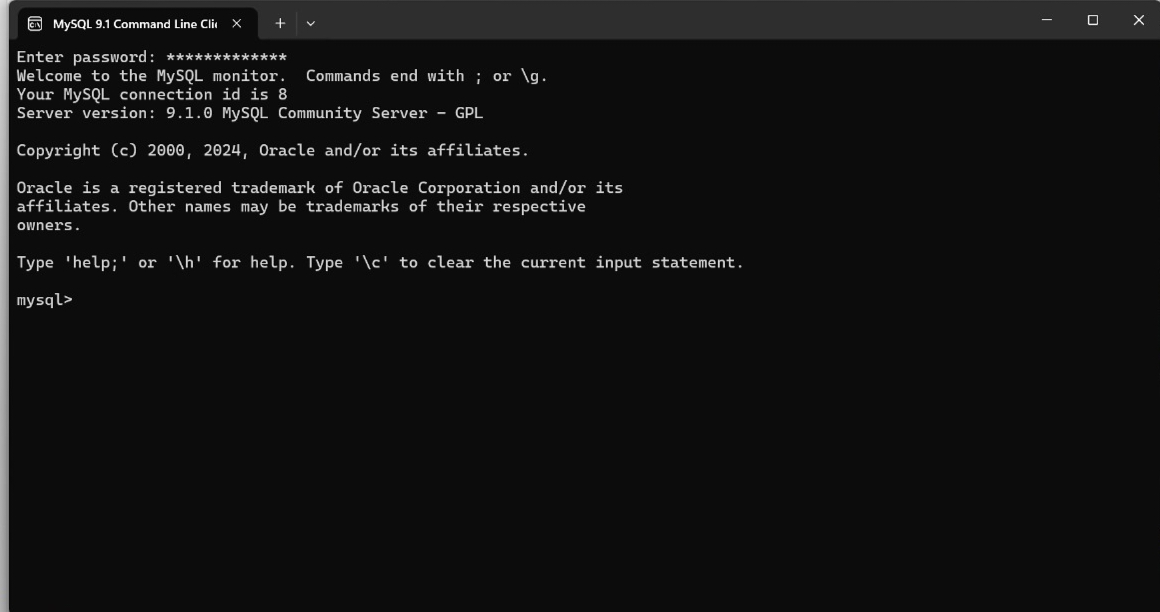 MySQL 9.1 Command Line Clie
Enter password: *************
Welcome to the MySQL monitor.  Commands end with ; or \g.
Your MySQL connection id is 8
Server version: 9.1.0 MySQL Community Server - GPL
Copyright (c) 2000, 2024, Oracle and/or its affiliates.
Oracle is a registered trademark of Oracle Corporation and/or its
affiliates. Other names may be trademarks of their respective
owners.
Type 'help;' or '\h' for help. Type '\c' to clear the current input statement.
mysql>